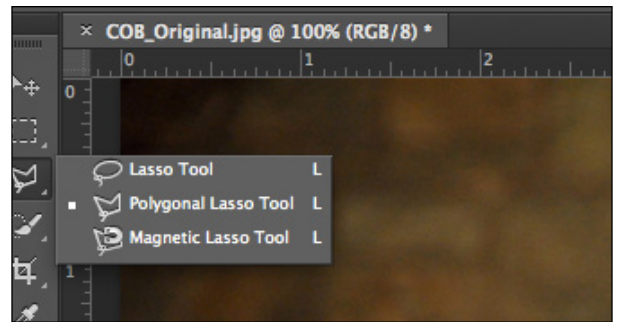 × COB_Original.jpg @ 100% (RGB/8) *
0 1 2
0
Lasso Tool L
Polygonal Lasso Tool L
Magnetic Lasso Tool L
1